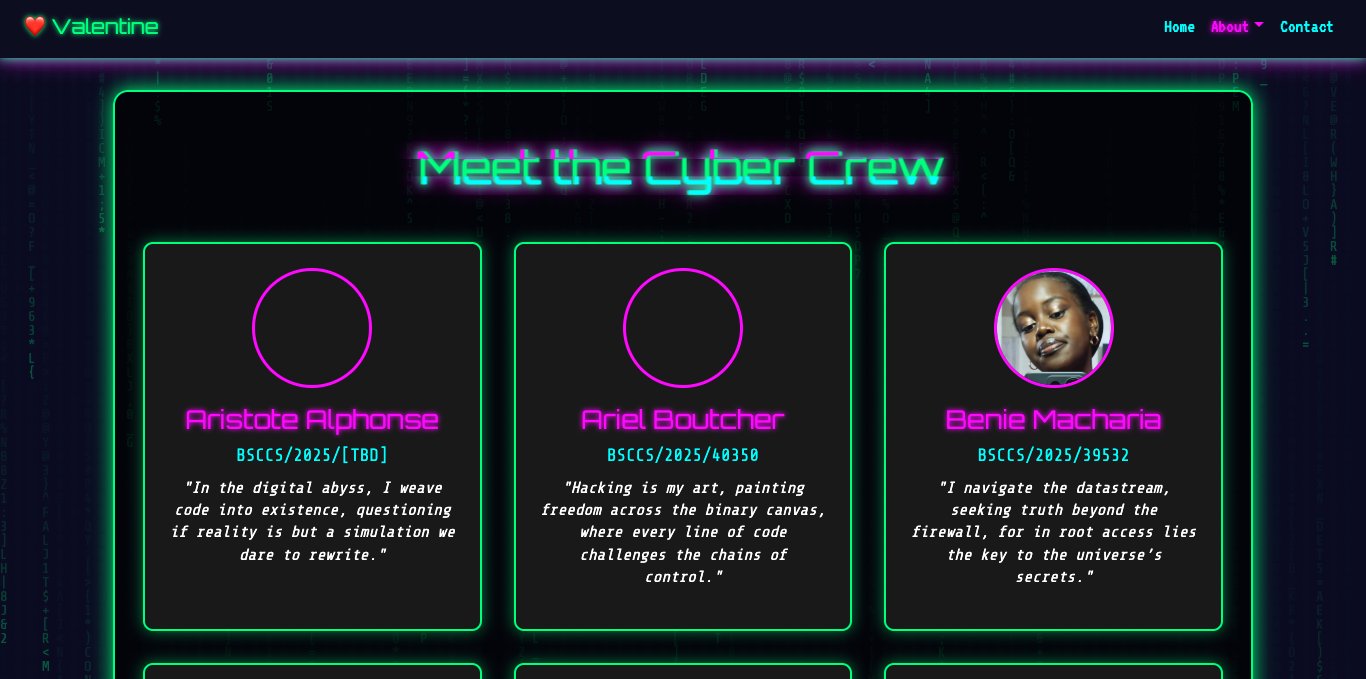 ❤️ Valentine
Home About Contact
Meet the Cyber Crew
Aristote Alphonse
BSCCS/2025/[TBD]
"In the digital abyss, I weave
code into existence, questioning
if reality is but a simulation we
dare to rewrite."
Ariel Boutcher
BSCCS/2025/40350
"Hacking is my art, painting
freedom across the binary canvas,
where every line of code
challenges the chains of
control."
Benie Macharia
BSCCS/2025/39532
"I navigate the datastream,
seeking truth beyond the
firewall, for in root access lies
the key to the universe's
secrets."